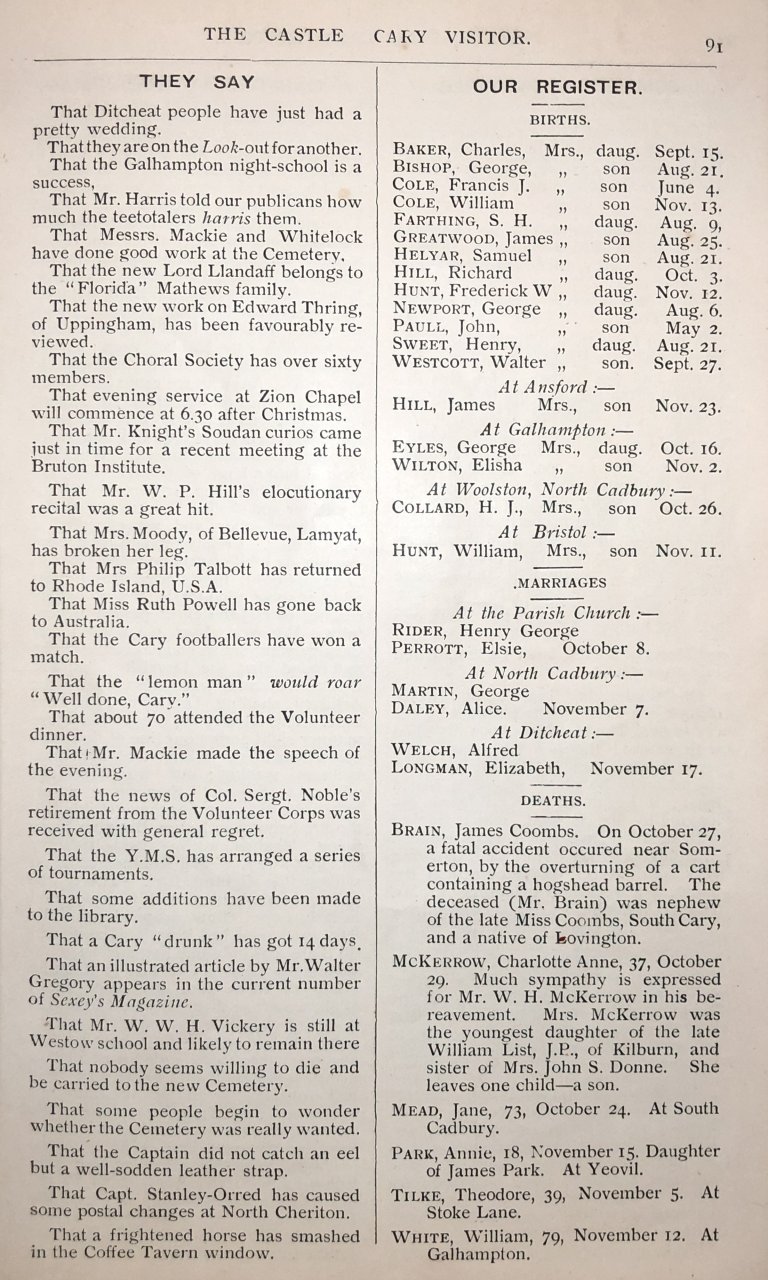 THE CASTLE CARY VISITOR.
91
THEY SAY
That Ditcheat people have just had a
pretty wedding.
That they are on the Look-out for another.
That the Galhampton night-school is a
success,
That Mr. Harris told our publicans how
much the teetotalers harris them.
That Messrs. Mackie and Whitelock
have done good work at the Cemetery.
That the new Lord Llandaff belongs to
the "Florida" Mathews family.
That the new work on Edward Thring,
of Uppingham, has been favourably re-
viewed.
That the Choral Society has over sixty
members.
That evening service at Zion Chapel
will commence at 6.30 after Christmas.
That Mr. Knight's Soudan curios came
just in time for a recent meeting at the
Bruton Institute.
That Mr. W. P. Hill's elocutionary
recital was a great hit.
That Mrs. Moody, of Bellevue, Lamyat,
has broken her leg.
That Mrs Philip Talbott has returned
to Rhode Island, U.S.A.
That Miss Ruth Powell has gone back
to Australia.
That the Cary footballers have won a
match.
That the "lemon man" would roar
"Well done, Cary."
That about 70 attended the Volunteer
dinner.
That Mr. Mackie made the speech of
the evening.
That the news of Col. Sergt. Noble's
retirement from the Volunteer Corps was
received with general regret.
That the Y.M.S. has arranged a series
of tournaments.
That some additions have been made
to the library.
That a Cary "drunk" has got 14 days.
That an illustrated article by Mr.Walter
Gregory appears in the current number
of Sexey's Magazine.
That Mr. W. W. H. Vickery is still at
Westow school and likely to remain there
That nobody seems willing to die and
be carried to the new Cemetery.
That some people begin to wonder
whether the Cemetery was really wanted.
That the Captain did not catch an eel
but a well-sodden leather strap.
That Capt. Stanley-Orred has caused
some postal changes at North Cheriton.
That a frightened horse has smashed
in the Coffee Tavern window.
OUR REGISTER.
BIRTHS.
BAKER, Charles, Mrs., daug. Sept. 15.
BISHOP, George, „ son Aug. 21.
COLE, Francis J. „ son June 4.
COLE, William „ son Nov. 13.
FARTHING, S. H. „ daug. Aug. 9,
GREATWOOD, James „ son Aug. 25.
HELYAR, Samuel „ son Aug. 21.
HILL, Richard „ daug. Oct. 3.
HUNT, Frederick W „ daug. Nov. 12.
NEWPORT, George „ daug. Aug. 6.
PAULL, John, „ son May 2.
SWEET, Henry, „ daug. Aug. 21.
WESTCOTT, Walter „ son. Sept. 27.
At Ansford :—
HILL, James Mrs., son Nov. 23.
At Galhampton :—
EYLES, George Mrs., daug. Oct. 16.
WILTON, Elisha „ son Nov. 2.
At Woolston, North Cadbury :—
COLLARD, H. J., Mrs., son Oct. 26.
At Bristol :—
HUNT, William, Mrs., son Nov. 11.
.MARRIAGES
At the Parish Church :—
RIDER, Henry George
PERROTT, Elsie, October 8.
At North Cadbury :—
MARTIN, George
DALEY, Alice. November 7.
At Ditcheat :—
WELCH, Alfred
LONGMAN, Elizabeth, November 17.
DEATHS.
BRAIN, James Coombs. On October 27,
a fatal accident occured near Som-
erton, by the overturning of a cart
containing a hogshead barrel. The
deceased (Mr. Brain) was nephew
of the late Miss Coombs, South Cary,
and a native of Lovington.
MCKERROW, Charlotte Anne, 37, October
29. Much sympathy is expressed
for Mr. W. H. McKerrow in his be-
reavement. Mrs. McKerrow was
the youngest daughter of the late
William List, J.P., of Kilburn, and
sister of Mrs. John S. Donne. She
leaves one child—a son.
MEAD, Jane, 73, October 24. At South
Cadbury.
PARK, Annie, 18, November 15. Daughter
of James Park. At Yeovil.
TILKE, Theodore, 39, November 5. At
Stoke Lane.
WHITE, William, 79, November 12. At
Galhampton.